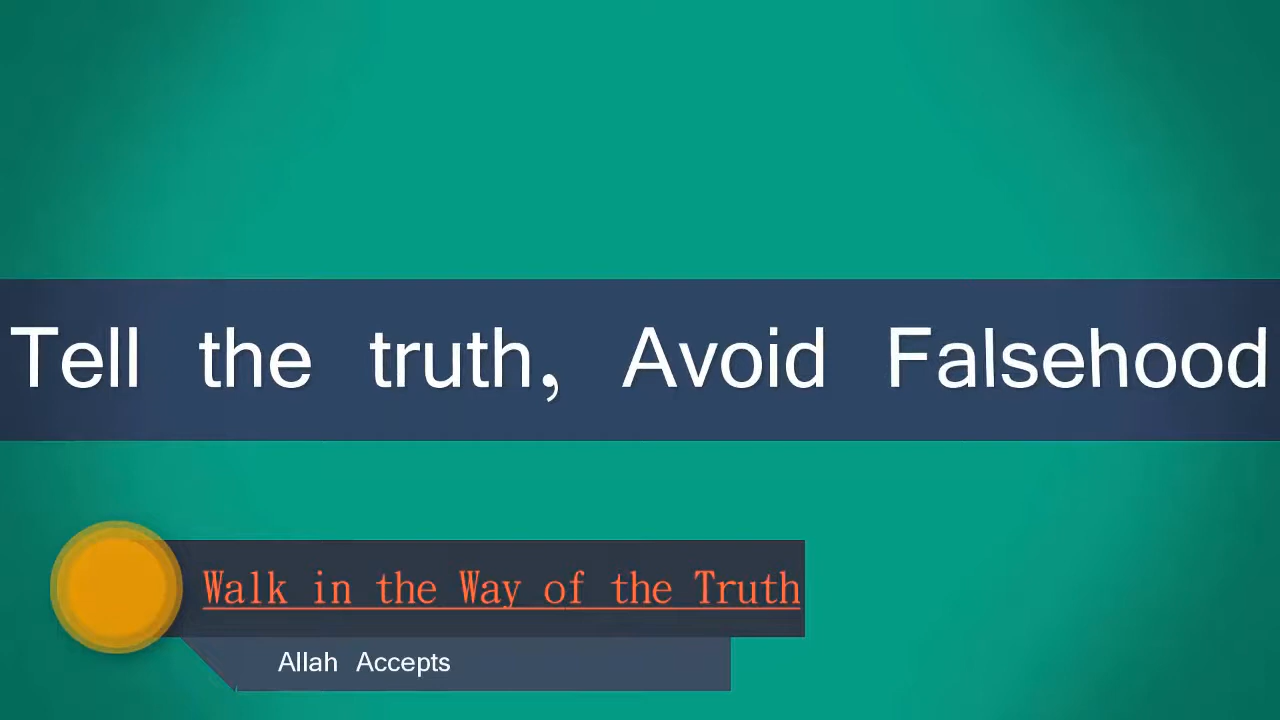 Tell the truth, Avoid Falsehood
Walk in the Way of the Truth
Allah Accepts